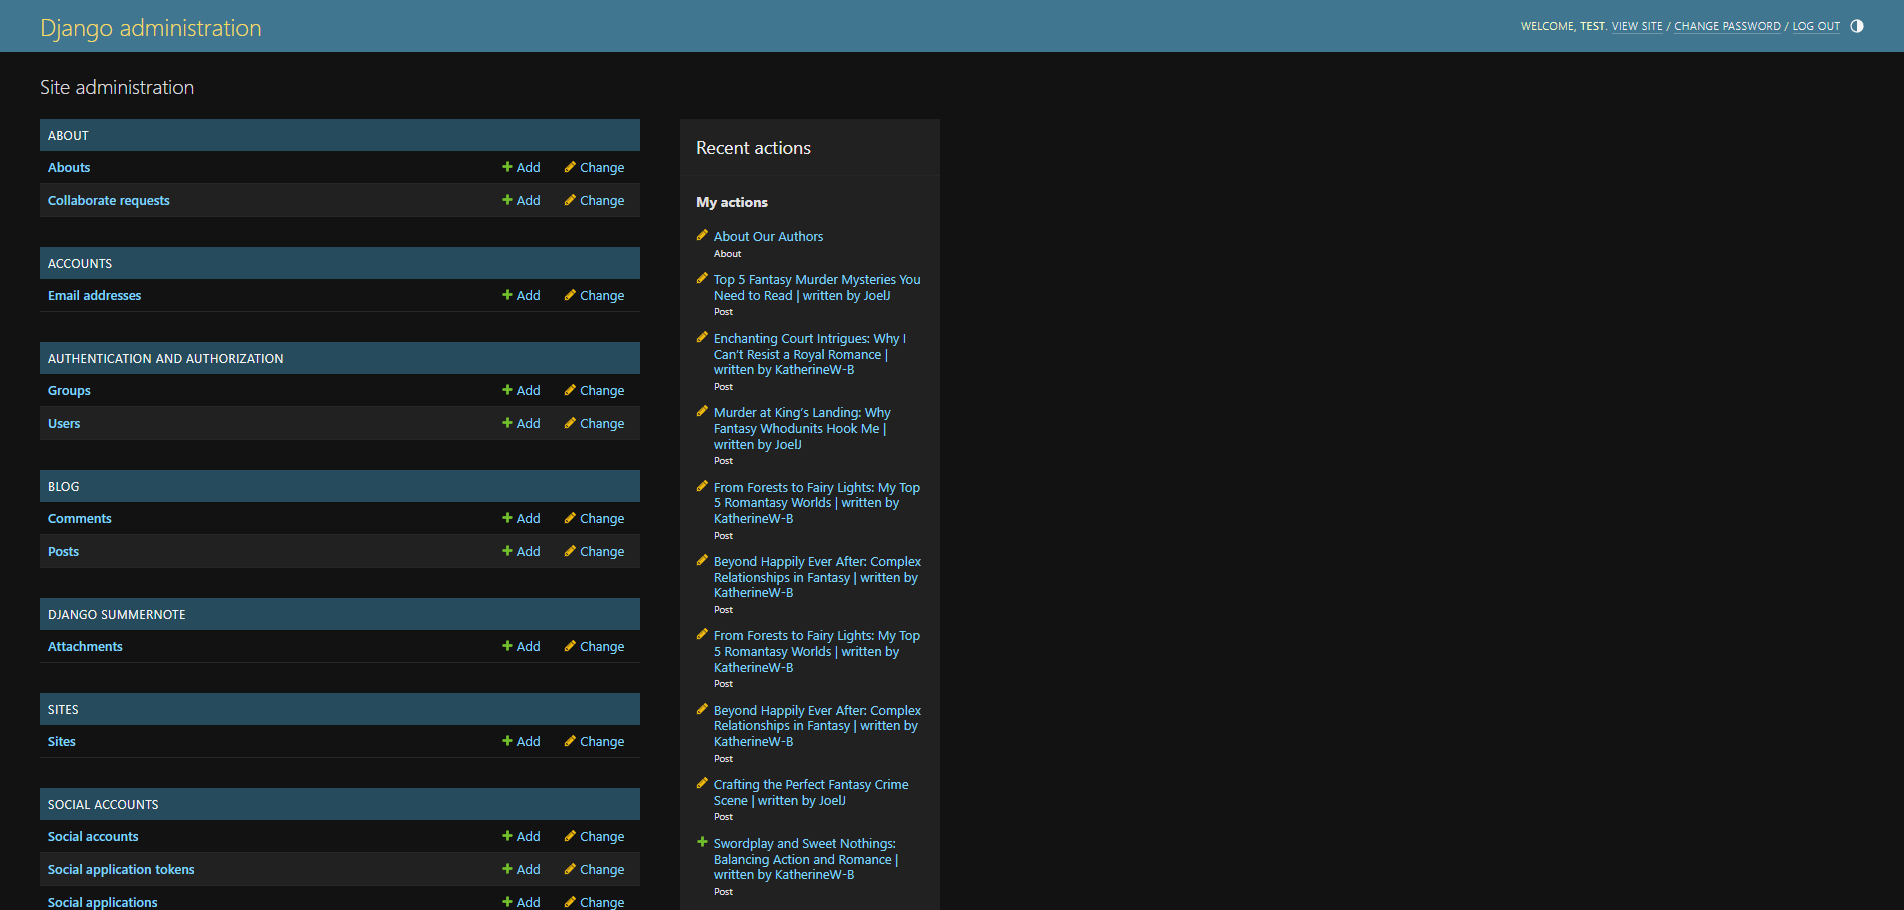 Django administration
WELCOME, TEST. VIEW SITE / CHANGE PASSWORD / LOG OUT
Site administration
ABOUT
Abouts Add Change
Collaborate requests Add Change
ACCOUNTS
Email addresses Add Change
AUTHENTICATION AND AUTHORIZATION
Groups Add Change
Users Add Change
BLOG
Comments Add Change
Posts Add Change
DJANGO SUMMERNOTE
Attachments Add Change
SITES
Sites Add Change
SOCIAL ACCOUNTS
Social accounts Add Change
Social application tokens Add Change
Social applications Add Change
Recent actions
My actions
About Our Authors
About
Top 5 Fantasy Murder Mysteries You
Need to Read | written by JoelJ
Post
Enchanting Court Intrigues: Why I
Can't Resist a Royal Romance |
written by KatherineW-B
Post
Murder at King's Landing: Why
Fantasy Whodunits Hook Me |
written by JoelJ
Post
From Forests to Fairy Lights: My Top
5 Romantasy Worlds | written by
KatherineW-B
Post
Beyond Happily Ever After: Complex
Relationships in Fantasy | written by
KatherineW-B
Post
From Forests to Fairy Lights: My Top
5 Romantasy Worlds | written by
KatherineW-B
Post
Beyond Happily Ever After: Complex
Relationships in Fantasy | written by
KatherineW-B
Post
Crafting the Perfect Fantasy Crime
Scene | written by JoelJ
Post
Swordplay and Sweet Nothings:
Balancing Action and Romance |
written by KatherineW-B
Post